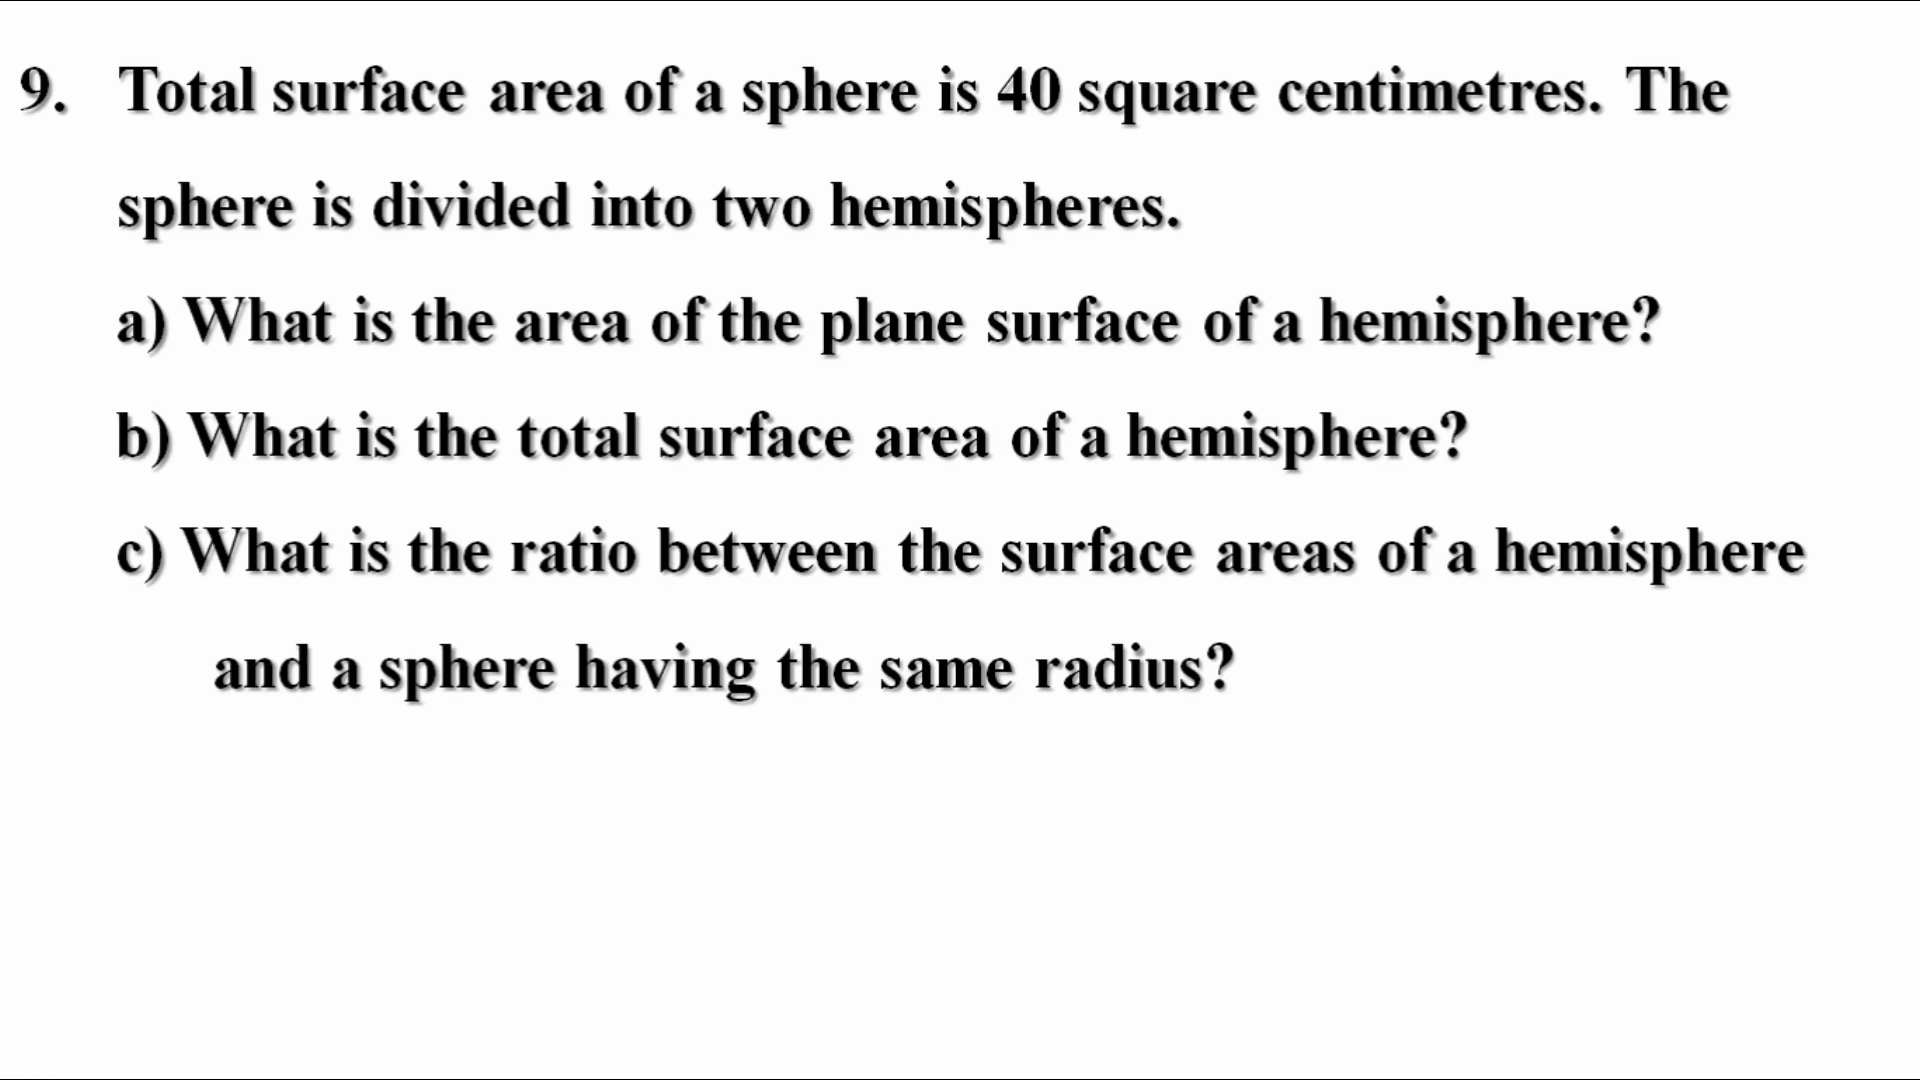 9. Total surface area of a sphere is 40 square centimetres. The
sphere is divided into two hemispheres.
a) What is the area of the plane surface of a hemisphere?
b) What is the total surface area of a hemisphere?
c) What is the ratio between the surface areas of a hemisphere
and a sphere having the same radius?